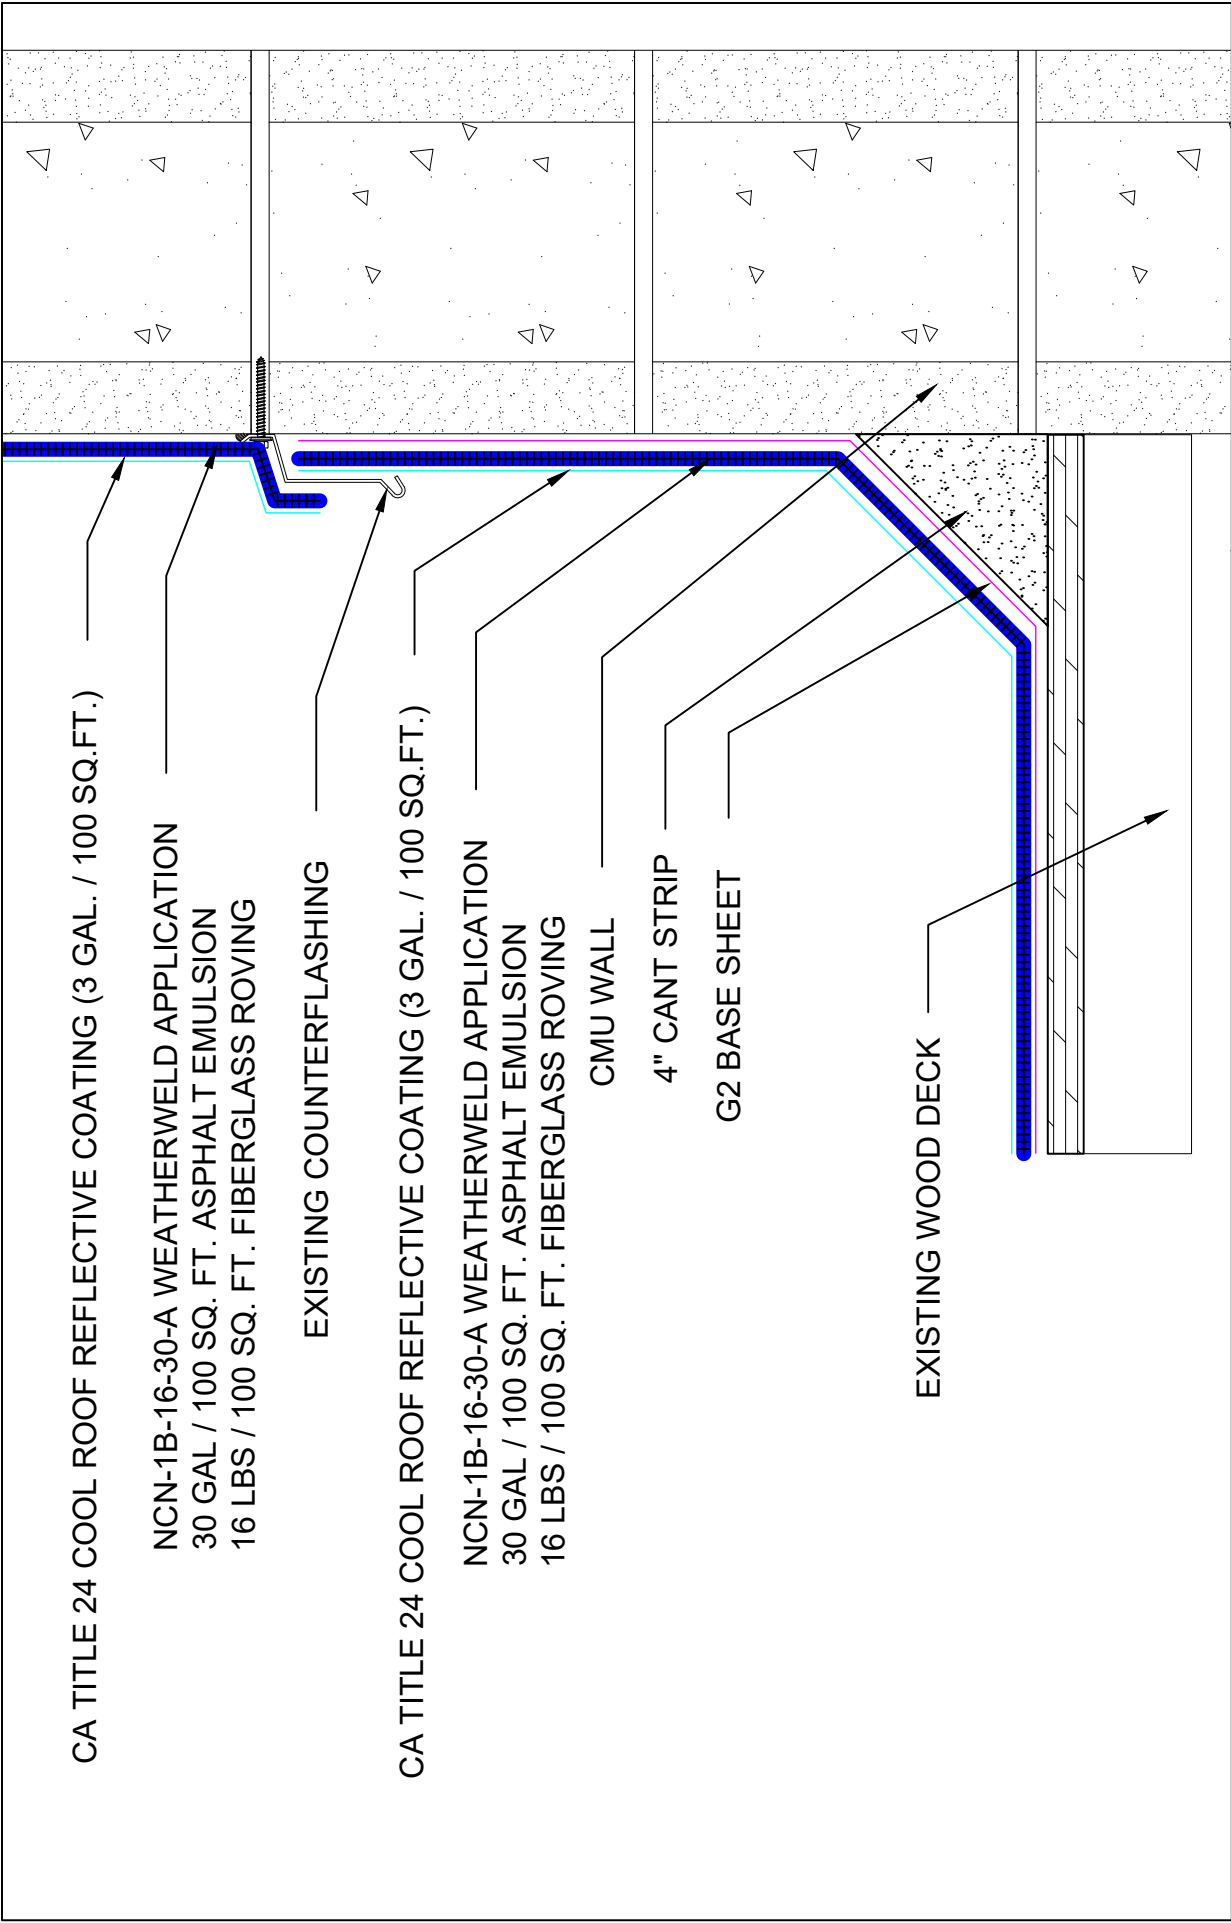 CA TITLE 24 COOL ROOF REFLECTIVE COATING (3 GAL. / 100 SQ.FT.)
NCN-1B-16-30-A WEATHERWELD APPLICATION
30 GAL / 100 SQ. FT. ASPHALT EMULSION
16 LBS / 100 SQ. FT. FIBERGLASS ROVING
EXISTING COUNTERFLASHING
CA TITLE 24 COOL ROOF REFLECTIVE COATING (3 GAL. / 100 SQ.FT.)
NCN-1B-16-30-A WEATHERWELD APPLICATION
30 GAL / 100 SQ. FT. ASPHALT EMULSION
16 LBS / 100 SQ. FT. FIBERGLASS ROVING
CMU WALL
4" CANT STRIP
G2 BASE SHEET
EXISTING WOOD DECK